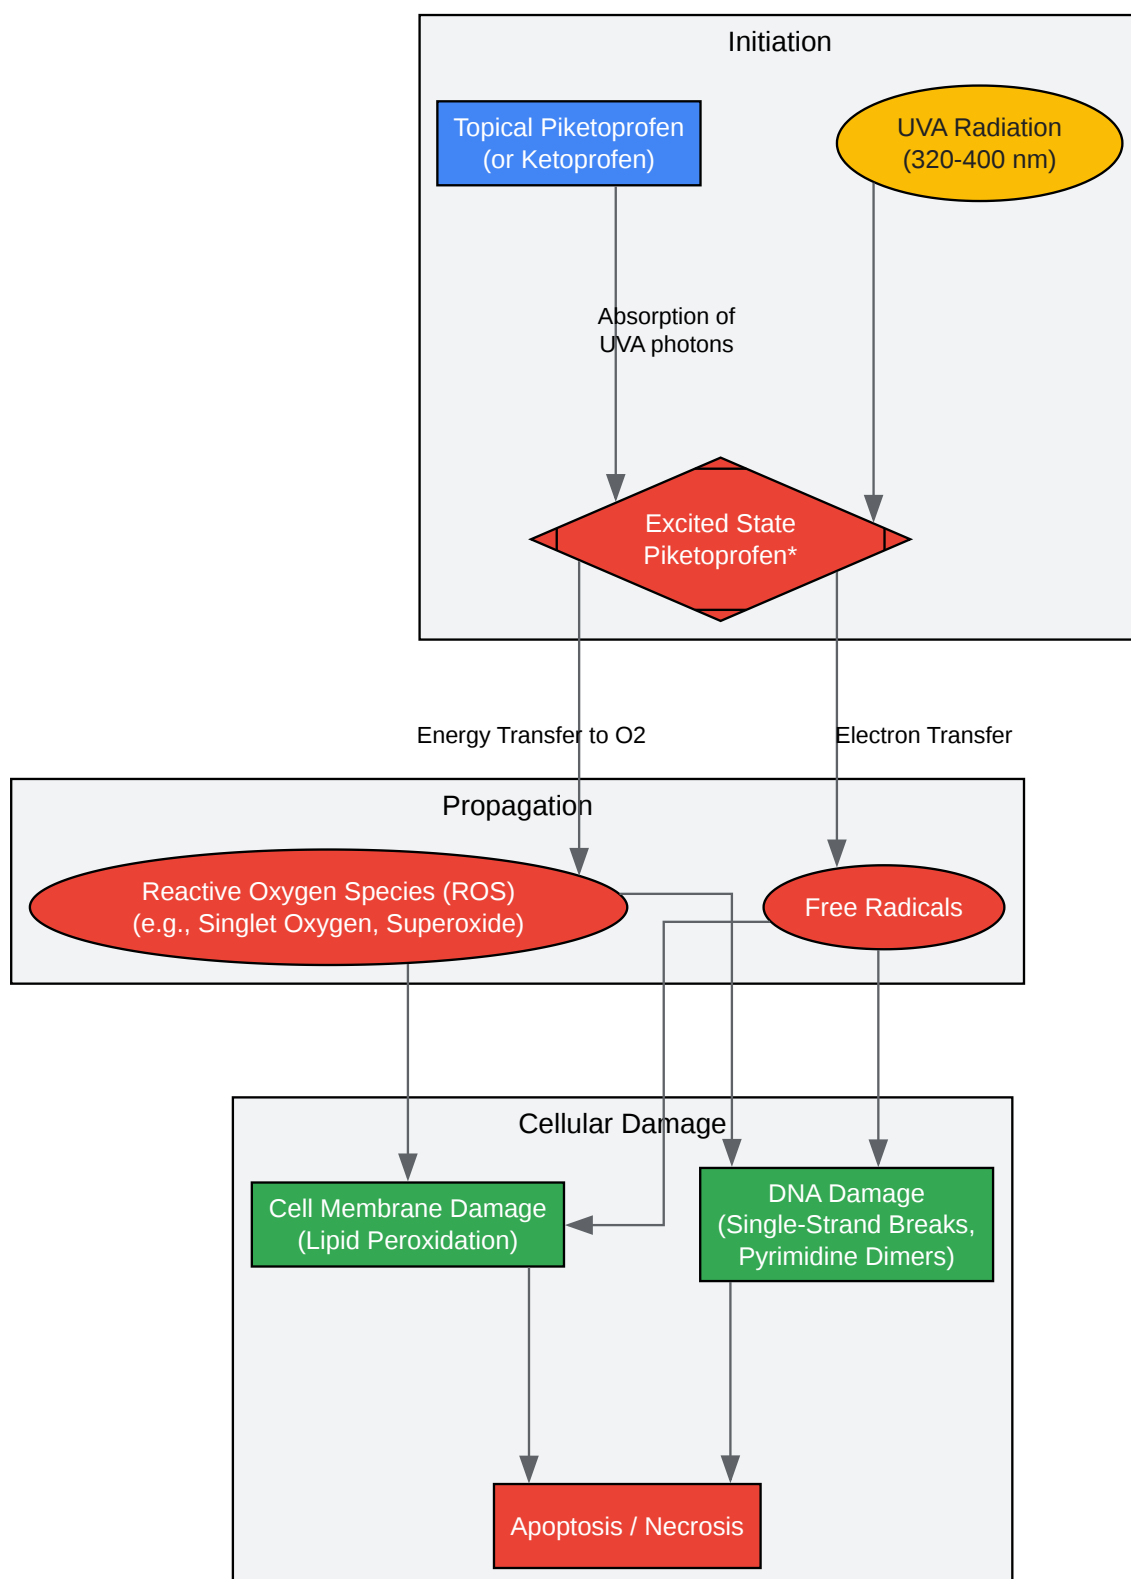 Initiation
Topical Piketoprofen
(or Ketoprofen)
UVA Radiation
(320-400 nm)
Absorption of
UVA photons
Excited State
Piketoprofen*
Energy Transfer to O2
Electron Transfer
Propagation
Reactive Oxygen Species (ROS)
(e.g., Singlet Oxygen, Superoxide)
Free Radicals
Cellular Damage
Cell Membrane Damage
(Lipid Peroxidation)
DNA Damage
(Single-Strand Breaks,
Pyrimidine Dimers)
Apoptosis / Necrosis